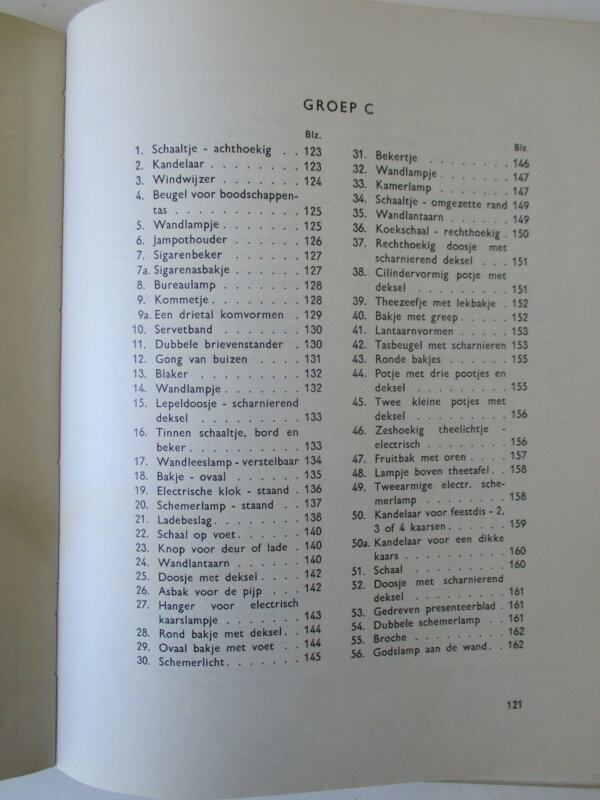 GROEP C
Blz.
1. Schaaltje - achthoekig . . 123
2. Kandelaar . . . . . . . . 123
3. Windwijzer . . . . . . . 124
4. Beugel voor boodschappen-
tas . . . . . . . . . . . 125
5. Wandlampje . . . . . . . 125
6. Jampothouder . . . . . . 126
7. Sigarenbeker . . . . . . 127
7a. Sigarenasbakje . . . . . 127
8. Bureaulamp . . . . . . . 128
9. Kommetje . . . . . . . . 128
9a. Een drietal komvormen . 129
10. Servetband . . . . . . . 130
11. Dubbele brievenstander . 130
12. Gong van buizen . . . . 131
13. Blaker . . . . . . . . . 132
14. Wandlampje . . . . . . . 132
15. Lepeldoosje - scharnierend
deksel . . . . . . . . . 133
16. Tinnen schaaltje, bord en
beker . . . . . . . . . . 133
17. Wandleeslamp - verstelbaar 134
18. Bakje - ovaal . . . . . . 135
19. Electrische klok - staand . 136
20. Schemerlamp - staand . . 137
21. Ladebeslag . . . . . . . 138
22. Schaal op voet . . . . . 140
23. Knop voor deur of lade . 140
24. Wandlantaarn . . . . . . 140
25. Doosje met deksel . . . . 142
26. Asbak voor de pijp . . . 142
27. Hanger voor electrisch
kaarslampje . . . . . . . 143
28. Rond bakje met deksel . . 144
29. Ovaal bakje met voet . . 144
30. Schemerlicht . . . . . . . 145
Blz.
31. Bekertje . . . . . . . . 146
32. Wandlampje . . . . . . . 147
33. Kamerlamp . . . . . . . 147
34. Schaaltje - omgezette rand 149
35. Wandlantaarn . . . . . . 149
36. Koekschaal - rechthoekig . 150
37. Rechthoekig doosje met
scharnierend deksel . . . 151
38. Cilindervormig potje met
deksel . . . . . . . . . 151
39. Theezeefje met lekbakje . 152
40. Bakje met greep . . . . . 152
41. Lantaarnvormen . . . . . 153
42. Tasbeugel met scharnieren 153
43. Ronde bakjes . . . . . . 155
44. Potje met drie pootjes en
deksel . . . . . . . . . 155
45. Twee kleine potjes met
deksel . . . . . . . . . 156
46. Zeshoekig theelichtje -
electrisch . . . . . . . . 156
47. Fruitbak met oren . . . . 157
48. Lampje boven theetafel . . 158
49. Tweearmige electr. sche-
merlamp . . . . . . . . 158
50. Kandelaar voor feestdis - 2,
3 of 4 kaarsen . . . . . . 159
50a. Kandelaar voor een dikke
kaars . . . . . . . . . . 160
51. Schaal . . . . . . . . . 160
52. Doosje met scharnierend
deksel . . . . . . . . . 161
53. Gedreven presenteerblad . 161
54. Dubbele schemerlamp . . 161
55. Broche . . . . . . . . . 162
56. Godslamp aan de wand . . 162
121